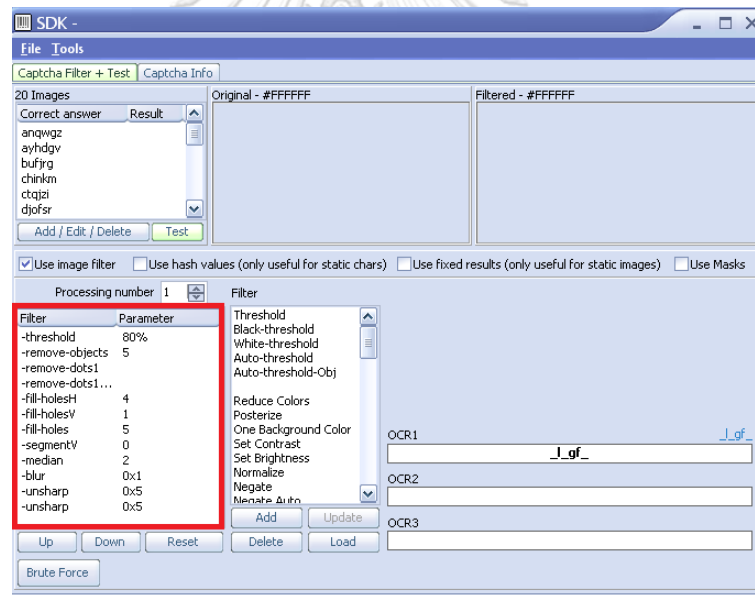 SDK -
File Tools
Captcha Filter + Test Captcha Info
20 Images
Correct answer Result
anqwgz
ayhdgv
bufjrg
chinkm
ctqjzi
djofsr
Add / Edit / Delete Test
Original - #FFFFFF
Filtered - #FFFFFF
Use image filter Use hash values (only useful for static chars) Use fixed results (only useful for static images) Use Masks
Processing number 1
Filter Parameter
-threshold 80%
-remove-objects 5
-remove-dots1
-remove-dots1...
-fill-holesH 4
-fill-holesV 1
-fill-holes 5
-segmentV 0
-median 2
-blur 0x1
-unsharp 0x5
-unsharp 0x5
Up Down Reset
Brute Force
Filter
Threshold
Black-threshold
White-threshold
Auto-threshold
Auto-threshold-Obj
Reduce Colors
Posterize
One Background Color
Set Contrast
Set Brightness
Normalize
Negate
Negate Auto
Add Update
Delete Load
OCR1 _l_gf_
_l_gf_
OCR2
OCR3